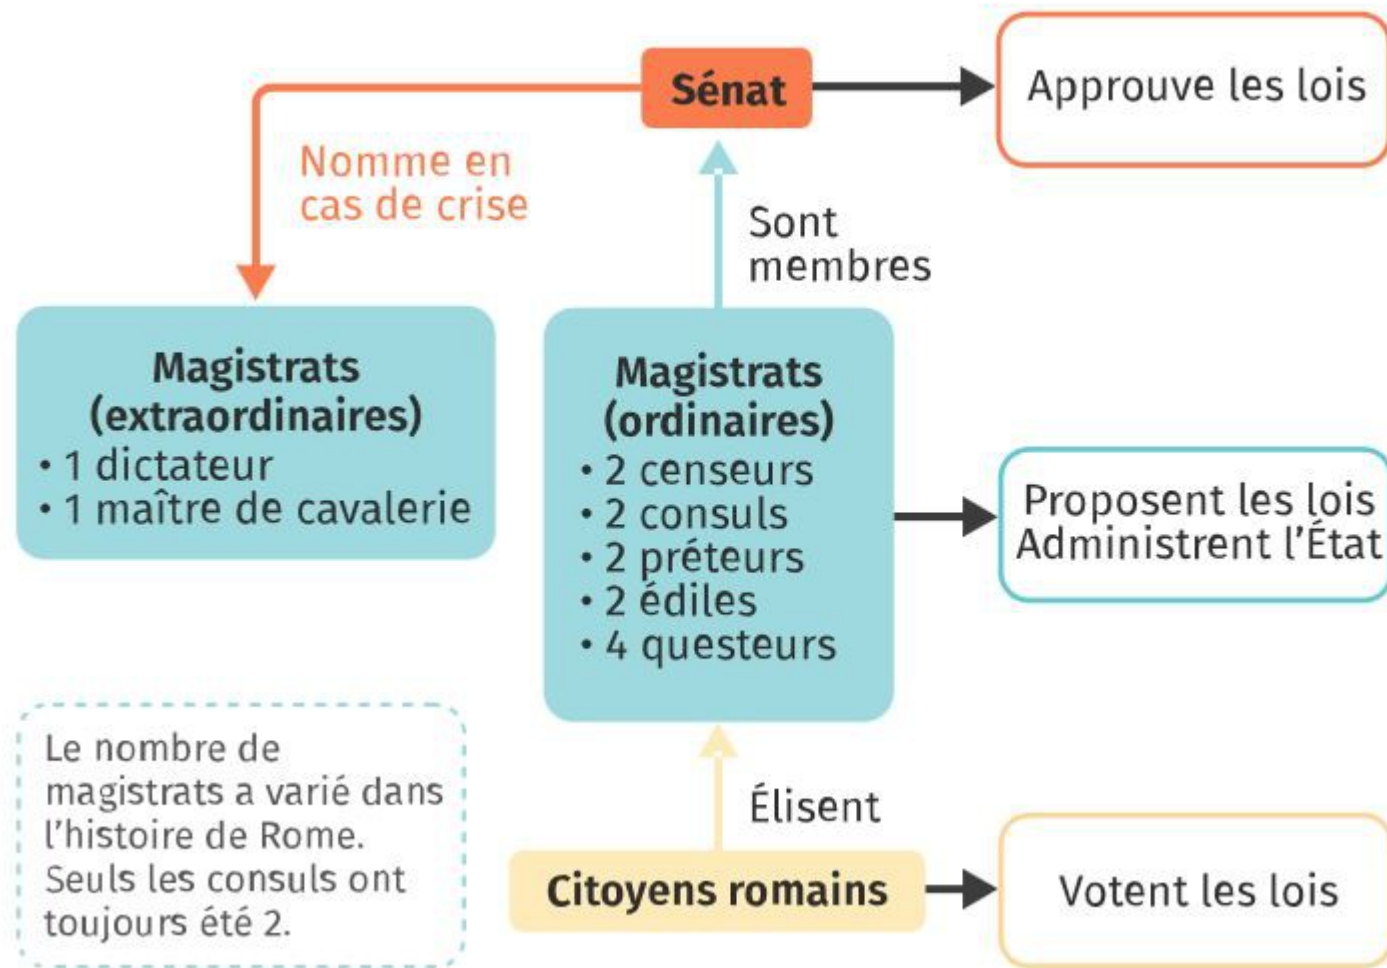 Sénat
Approuve les lois
Nomme en
cas de crise
Sont
membres
Magistrats
(extraordinaires)
• 1 dictateur
• 1 maître de cavalerie
Magistrats
(ordinaires)
• 2 censeurs
• 2 consuls
• 2 préteurs
• 2 édiles
• 4 questeurs
Proposent les lois
Administrent l'État
Le nombre de
magistrats a varié dans
l'histoire de Rome.
Seuls les consuls ont
toujours été 2.
Élisent
Citoyens romains
Votent les lois